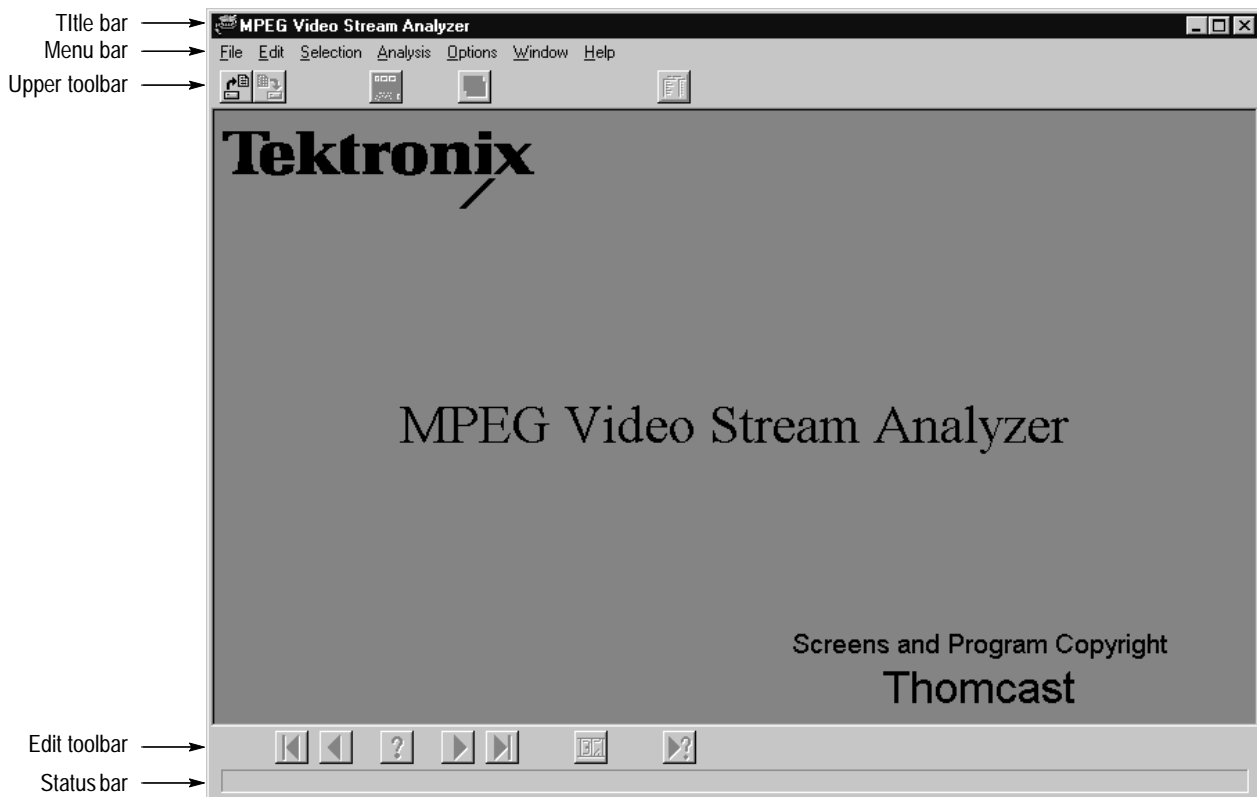 TItle bar
MPEG Video Stream Analyzer
Menu bar
File Edit Selection Analysis Options Window Help
Upper toolbar
Tektronix
MPEG Video Stream Analyzer
Screens and Program Copyright
Thomcast
Edit toolbar
? ?
Status bar